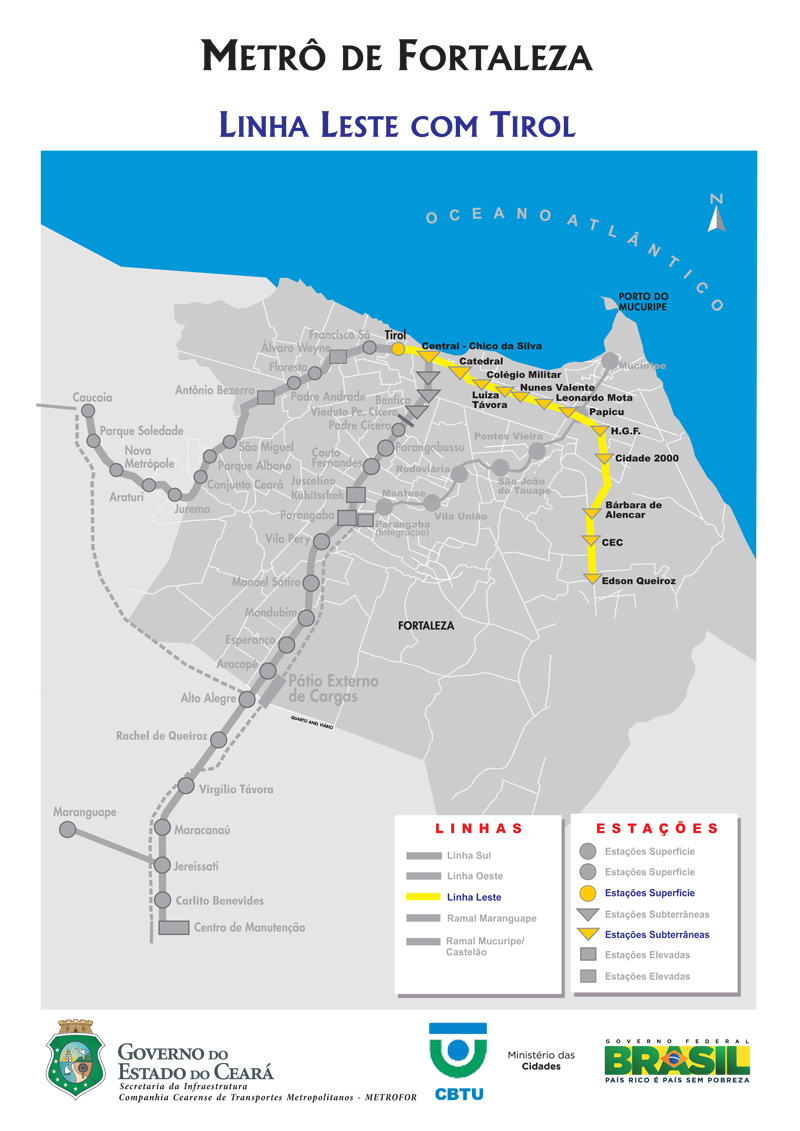 METRÔ DE FORTALEZA
LINHA LESTE COM TIROL
N
OCEANO ATLÂNTICO
PORTO DO
MUCURIPE
Francisco Sá
Tirol
Central - Chico da Silva
Álvaro Weyne
Catedral
Mucuripe
Floresta
Colégio Militar
Nunes Valente
Antônio Bezerra
Padre Andrade
Benfica
Luiza
Távora
Leonardo Mota
Caucaia
Viaduto Pe. Cícero
Papicu
Padre Cícero
Parque Soledade
H.G.F.
Pontes Vieira
São Miguel
Porangabussu
Nova
Metrópole
Couto
Fernandes
Cidade 2000
Parque Albano
Rodoviária
Conjunto Ceará
Juscelino
Kubitschek
São João
do Tauape
Araturi
Montese
Jurema
Bárbara de
Alencar
Parangaba
Vila União
Parangaba
(Integração)
Vila Pery
CEC
Manoel Sátiro
Edson Queiroz
Mondubim
FORTALEZA
Esperança
Aracapé
Pátio Externo
de Cargas
Alto Alegre
QUARTO ANEL VIÁRIO
Rachel de Queiroz
Virgílio Távora
Maranguape
Maracanaú
Jereissati
Carlito Benevides
Centro de Manutenção
LINHAS
Linha Sul
Linha Oeste
Linha Leste
Ramal Maranguape
Ramal Mucuripe/
Castelão
ESTAÇÕES
Estações Superfície
Estações Superfície
Estações Superfície
Estações Subterrâneas
Estações Subterrâneas
Estações Elevadas
Estações Elevadas
GOVERNO DO
ESTADO DO CEARÁ
Secretaria da Infraestrutura
Companhia Cearense de Transportes Metropolitanos - METROFOR
CBTU
Ministério das
Cidades
GOVERNO FEDERAL
BRASIL
PAÍS RICO É PAÍS SEM POBREZA